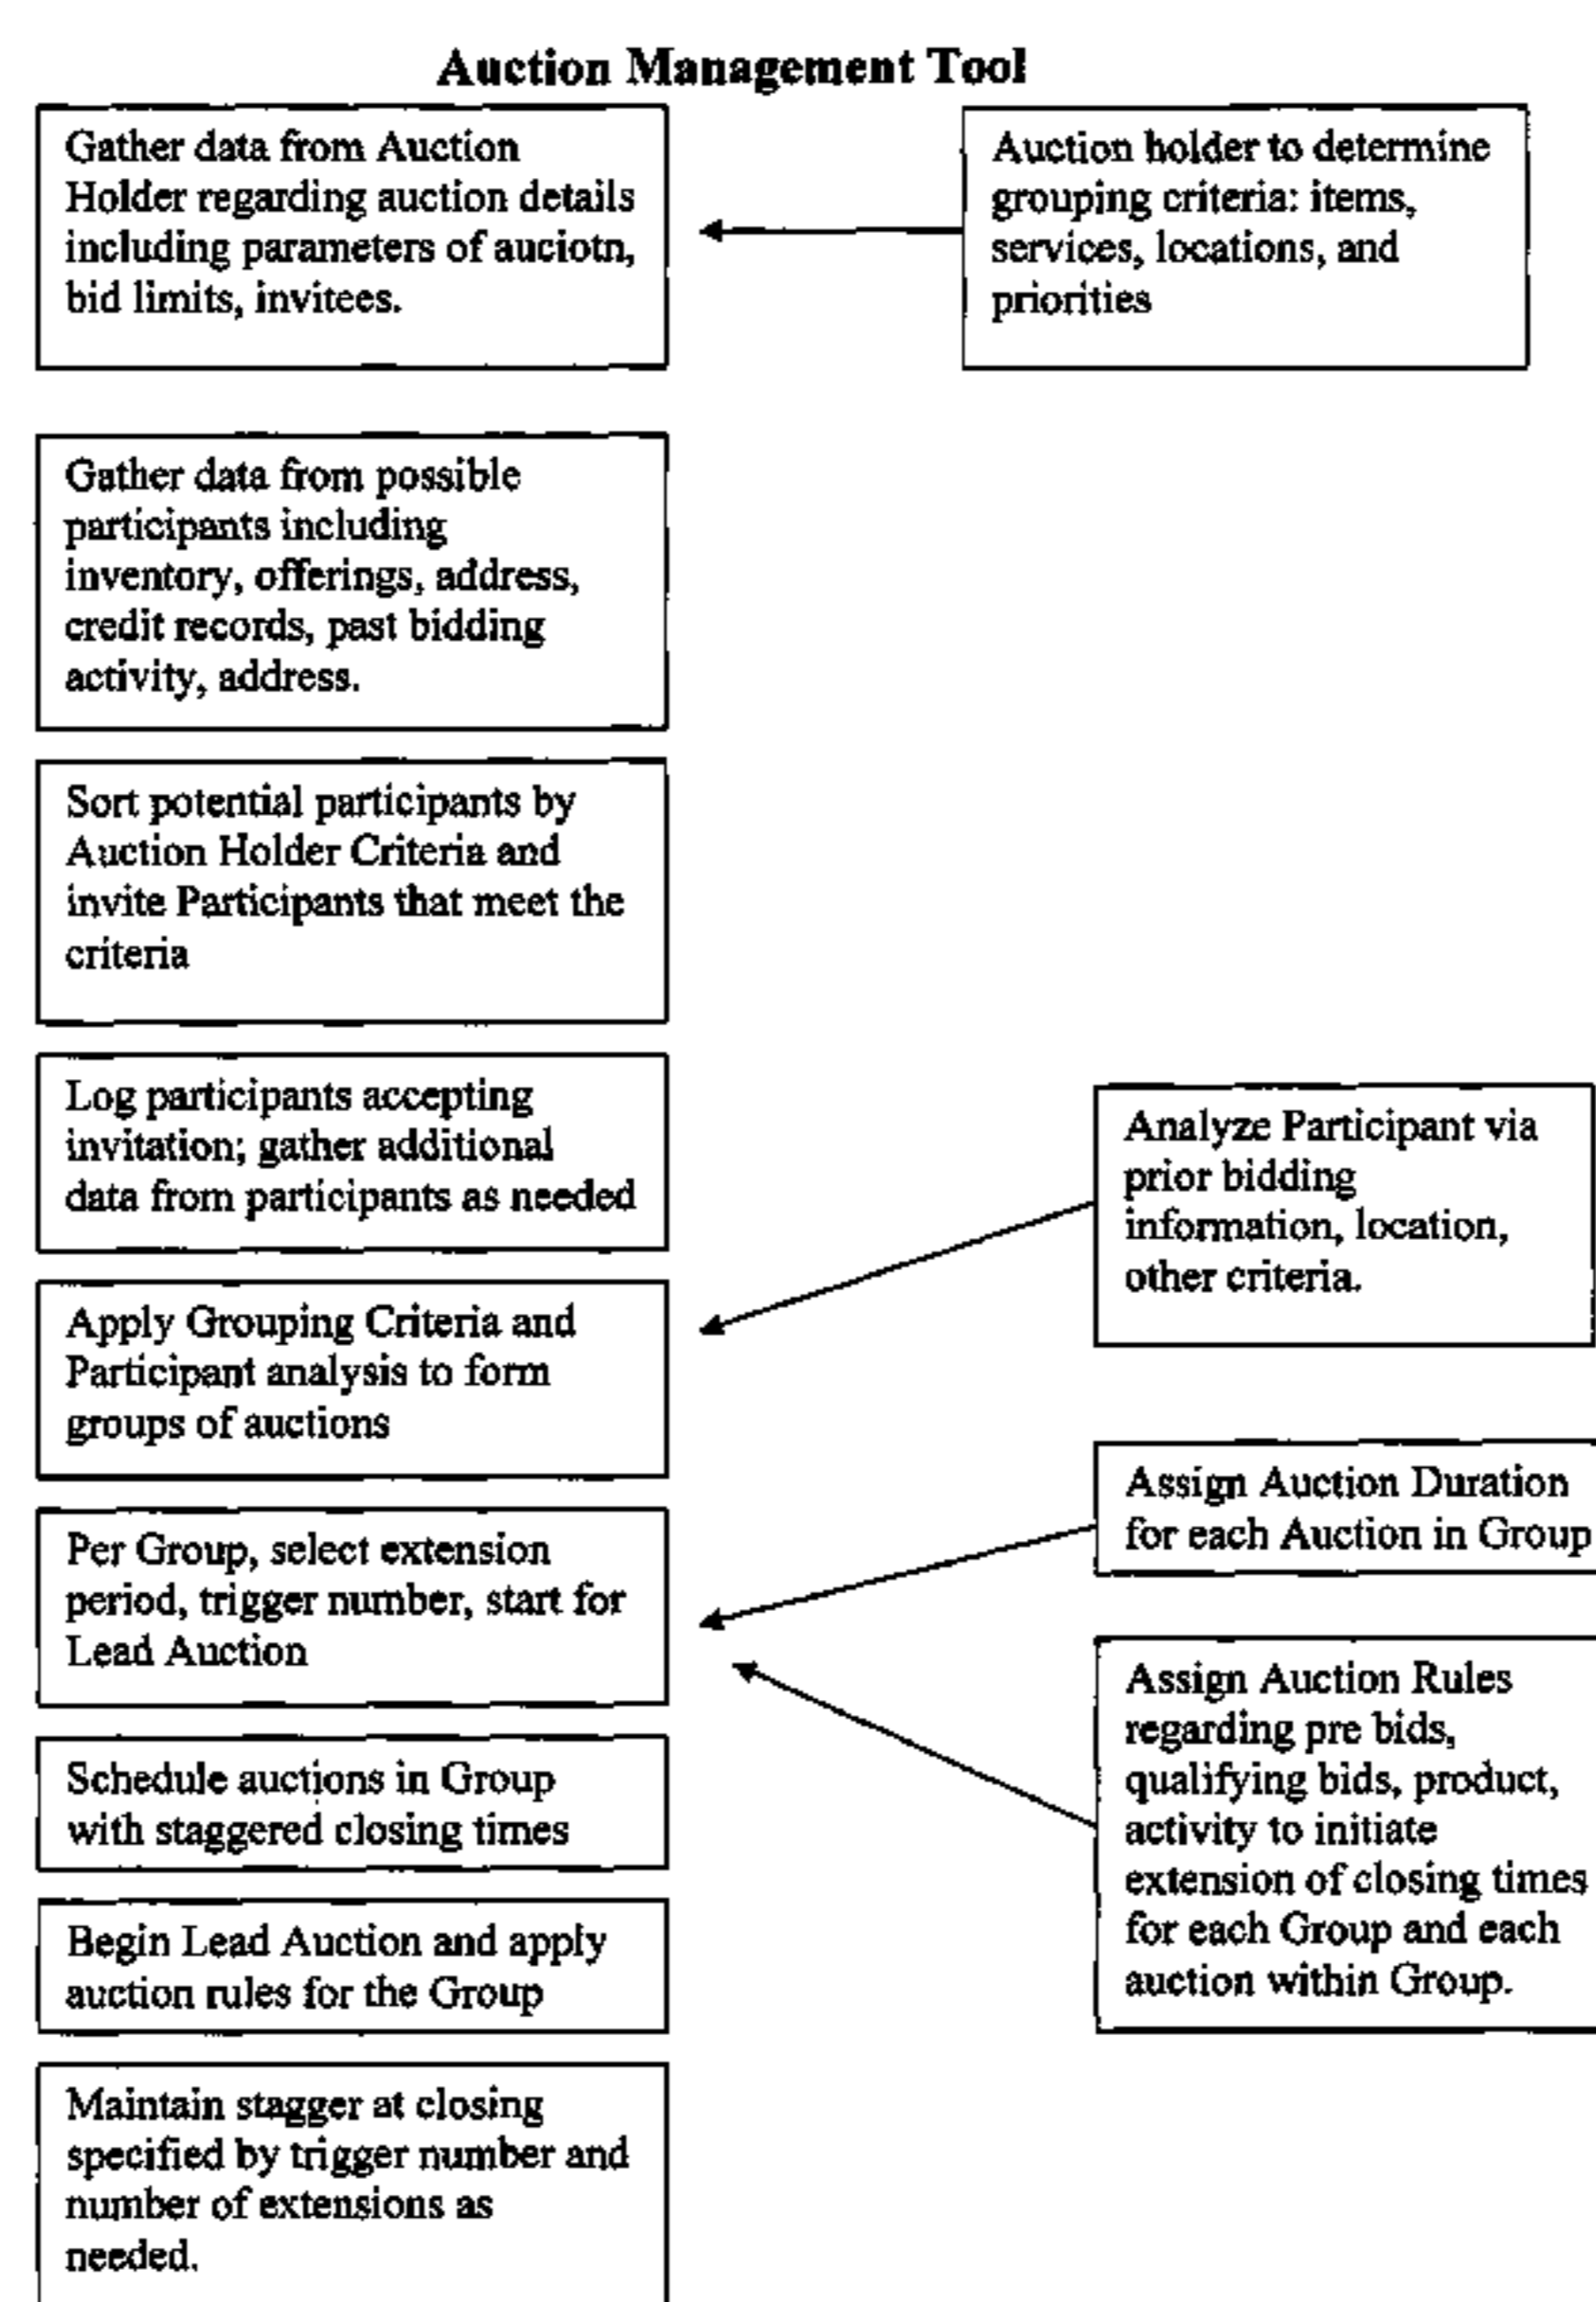 Auction Management Tool
Gather data from Auction
Holder regarding auction details
including parameters of auciotn,
bid limits, invitees.
Auction holder to determine
grouping criteria: items,
services, locations, and
priorities
Gather data from possible
participants including
inventory, offerings, address,
credit records, past bidding
activity, address.
Sort potential participants by
Auction Holder Criteria and
invite Participants that meet the
criteria
Log participants accepting
invitation; gather additional
data from participants as needed
Analyze Participant via
prior bidding
information, location,
other criteria.
Apply Grouping Criteria and
Participant analysis to form
groups of auctions
Assign Auction Duration
for each Auction in Group
Per Group, select extension
period, trigger number, start for
Lead Auction
Assign Auction Rules
regarding pre bids,
qualifying bids, product,
activity to initiate
extension of closing times
for each Group and each
auction within Group.
Schedule auctions in Group
with staggered closing times
Begin Lead Auction and apply
auction rules for the Group
Maintain stagger at closing
specified by trigger number and
number of extensions as
needed.